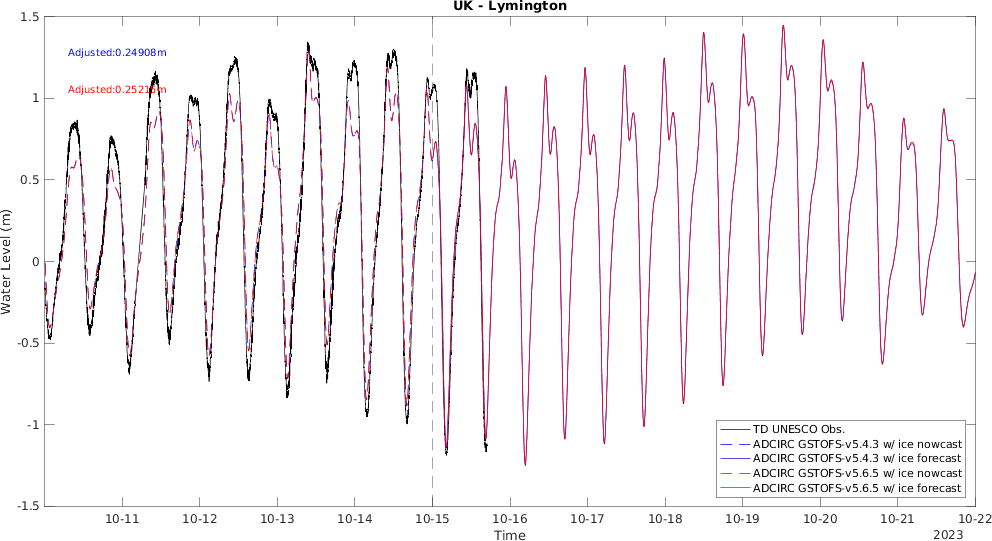 UK - Lymington
1.5
Adjusted:0.24908m
1
Adjusted:0.25216m
0.5
0
-0.5
-1
-1.5
Water Level (m)
TD UNESCO Obs.
ADCIRC GSTOFS-v5.4.3 w/ ice nowcast
ADCIRC GSTOFS-v5.4.3 w/ ice forecast
ADCIRC GSTOFS-v5.6.5 w/ ice nowcast
ADCIRC GSTOFS-v5.6.5 w/ ice forecast
10-11 10-12 10-13 10-14 10-15 10-16 10-17 10-18 10-19 10-20 10-21 10-22
Time
2023